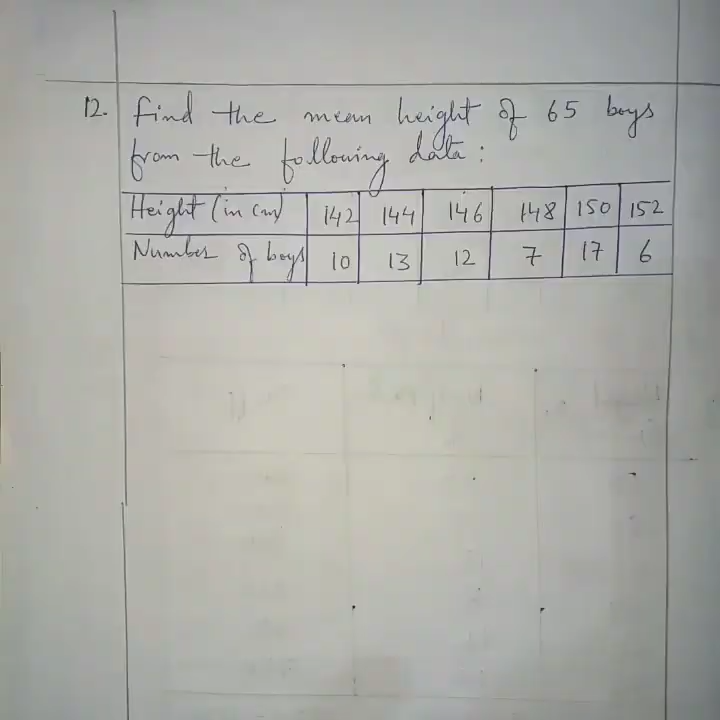 12. Find the mean height of 65 boys
from the following data:
Height (in cm) 142 144 146 148 150 152
Number of boys 10 13 12 7 17 6